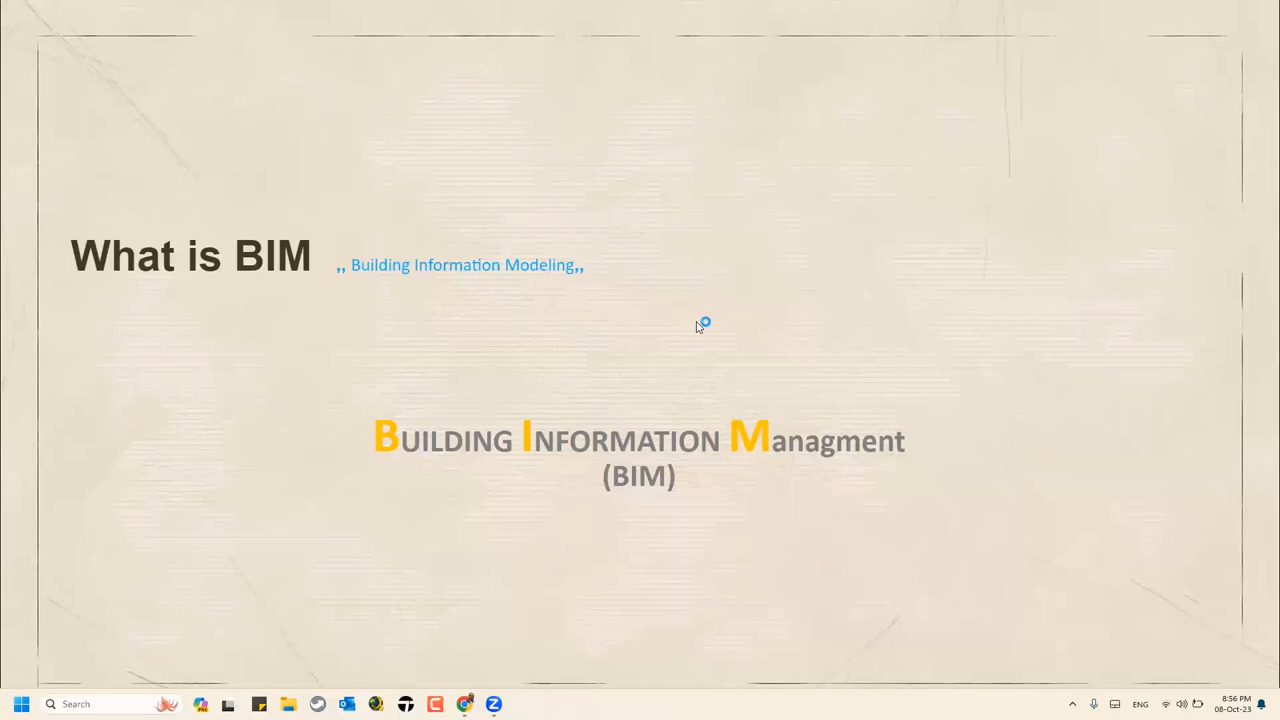 What is BIM ,, Building Information Modeling,,
BUILDING INFORMATION Managment
(BIM)
Search
ENG
8:56 PM
08-Oct-23